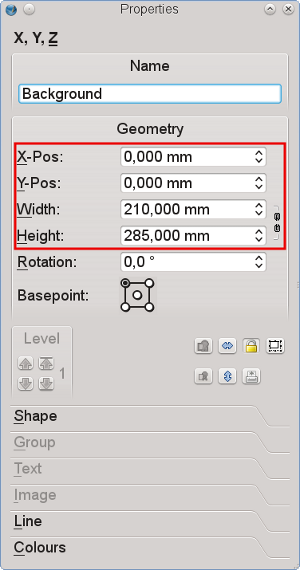 Properties
X, Y, Z
Name
Background
Geometry
X-Pos: 0,000 mm
Y-Pos: 0,000 mm
Width: 210,000 mm
Height: 285,000 mm
Rotation: 0,0 °
Basepoint:
Level
1
Shape
Group
Text
Image
Line
Colours